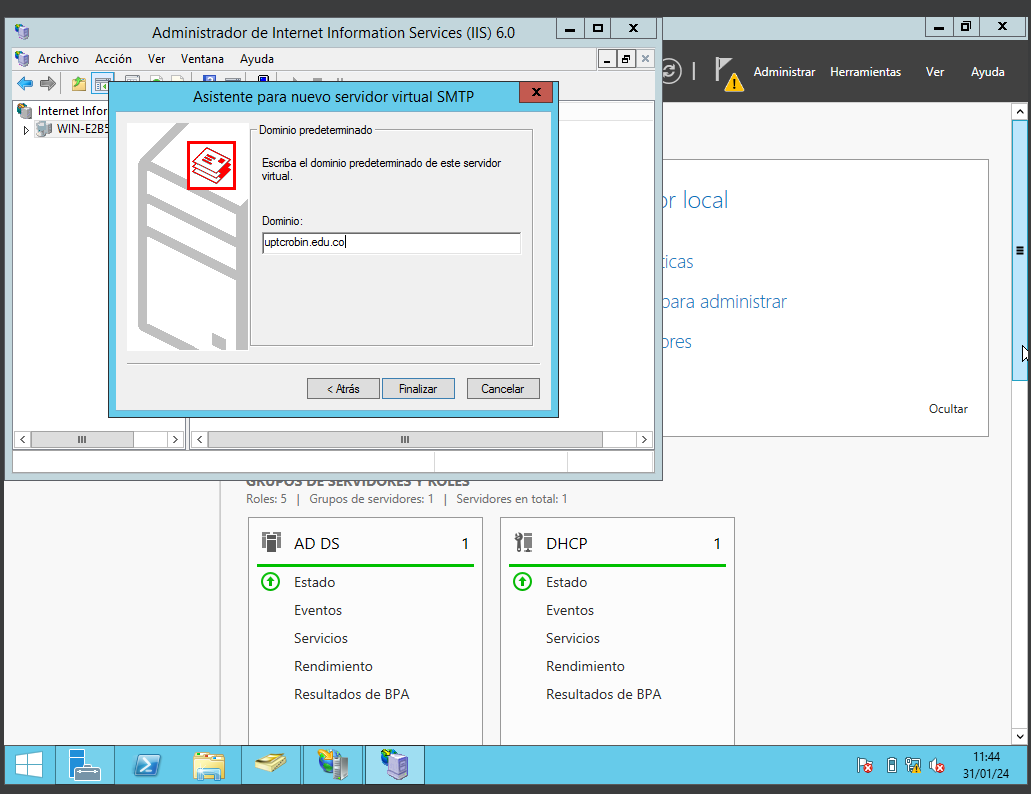 Administrador de Internet Information Services (IIS) 6.0
Archivo Acción Ver Ventana Ayuda
Administrar Herramientas Ver Ayuda
Internet Infor
WIN-E2B5
Asistente para nuevo servidor virtual SMTP
Dominio predeterminado
Escriba el dominio predeterminado de este servidor
virtual.
Dominio:
uptcrobin.edu.co
< Atrás Finalizar Cancelar
or local
ticas
para administrar
ores
Ocultar
GRUPOS DE SERVIDORES Y ROLES
Roles: 5 | Grupos de servidores: 1 | Servidores en total: 1
AD DS 1
Estado
Eventos
Servicios
Rendimiento
Resultados de BPA
DHCP 1
Estado
Eventos
Servicios
Rendimiento
Resultados de BPA
11:44
31/01/24